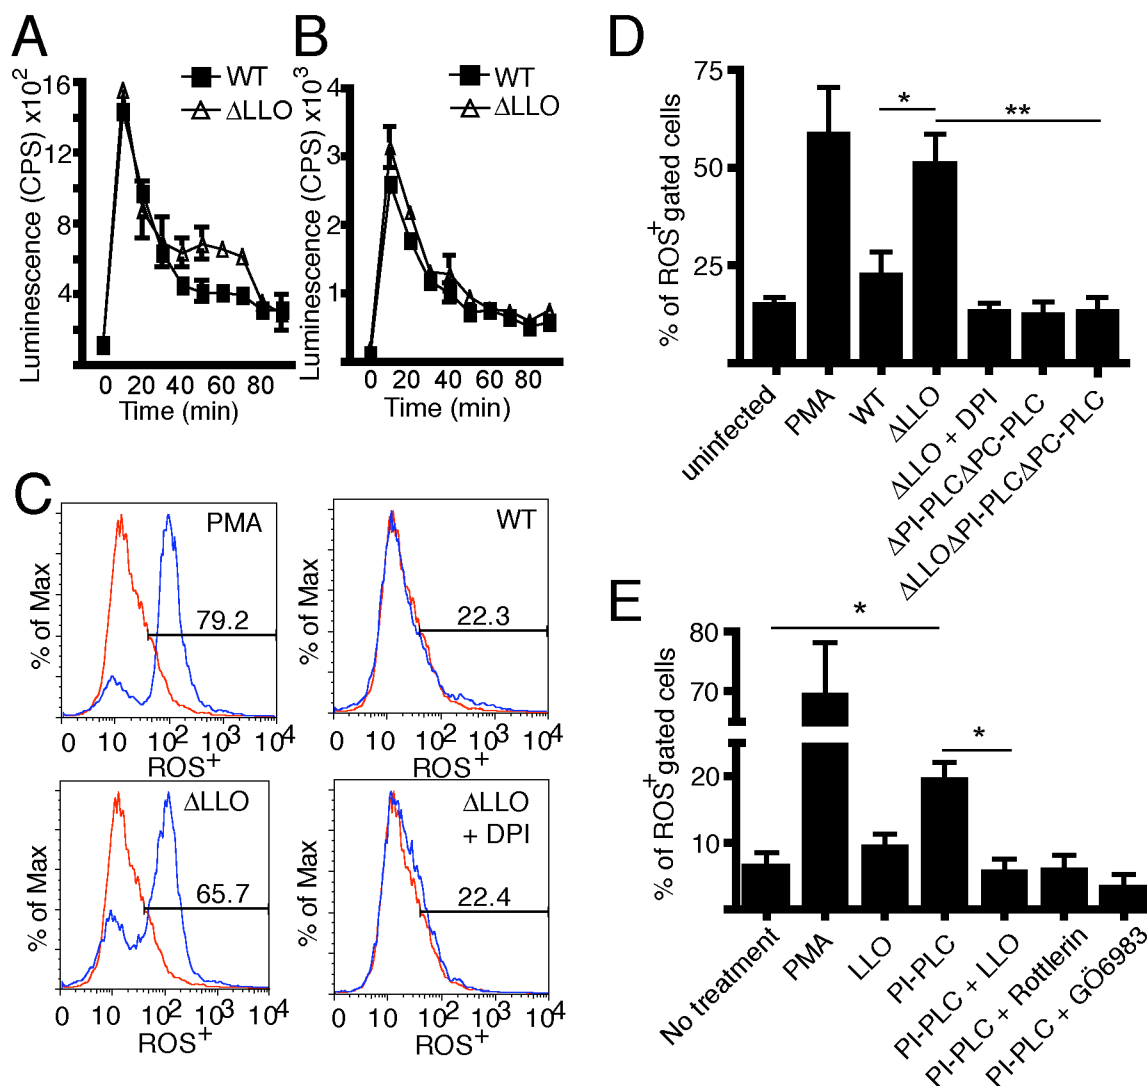 A
Luminescence (CPS) x10²
16
12
8
4
0 20 40 60 80
Time (min)
WT
ΔLLO
B
Luminescence (CPS) x10³
4
3
2
1
0 20 40 60 80
Time (min)
WT
ΔLLO
C
PMA
79.2
% of Max
0 10 10² 10³ 10⁴
ROS⁺
WT
22.3
% of Max
0 10 10² 10³ 10⁴
ROS⁺
ΔLLO
65.7
% of Max
0 10 10² 10³ 10⁴
ROS⁺
ΔLLO
+ DPI
22.4
% of Max
0 10 10² 10³ 10⁴
ROS⁺
D
% of ROS⁺gated cells
75
50
25
*
**
uninfected
PMA
WT
ΔLLO
ΔLLO + DPI
ΔPI-PLCΔPC-PLC
ΔLLOΔPI-PLCΔPC-PLC
E
% of ROS⁺gated cells
80
70
20
10
*
*
No treatment
PMA
LLO
PI-PLC
PI-PLC + LLO
PI-PLC + Rottlerin
PI-PLC + GÖ6983